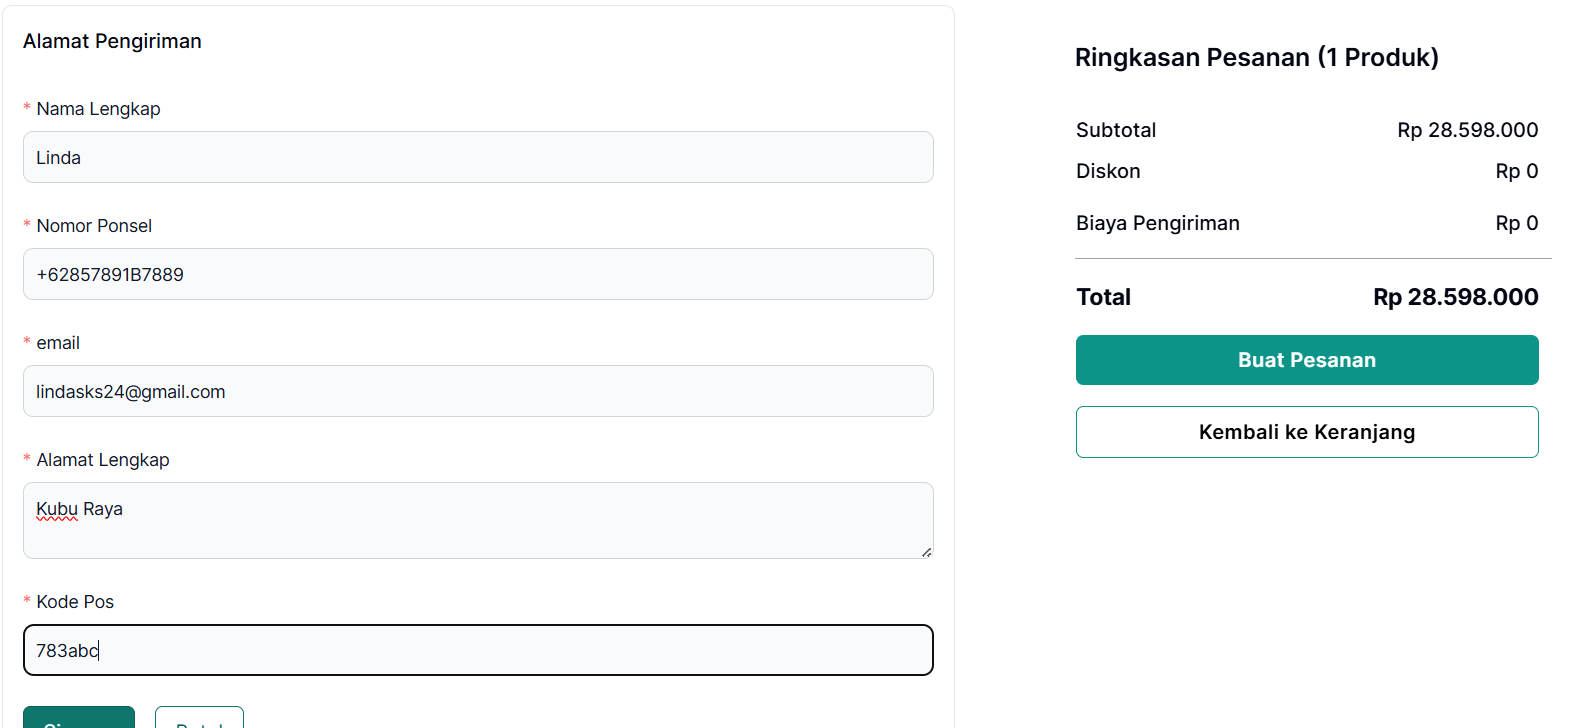 Alamat Pengiriman
* Nama Lengkap
Linda
* Nomor Ponsel
+62857891B7889
* email
lindasks24@gmail.com
* Alamat Lengkap
Kubu Raya
* Kode Pos
783abc
Ringkasan Pesanan (1 Produk)
Subtotal Rp 28.598.000
Diskon Rp 0
Biaya Pengiriman Rp 0
Total Rp 28.598.000
Buat Pesanan
Kembali ke Keranjang